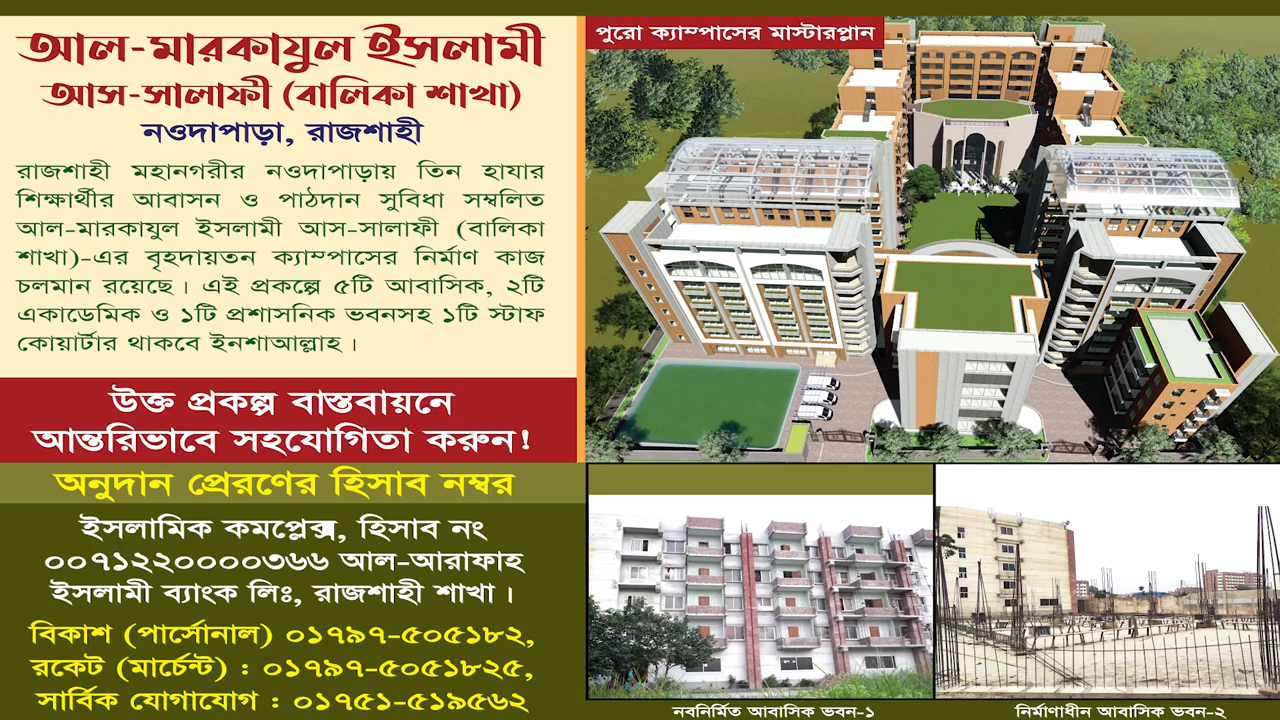 আল-মারকাযুল ইসলামী
আস-সালাফী (বালিকা শাখা)
নওদাপাড়া, রাজশাহী
রাজশাহী মহানগরীর নওদাপাড়ায় তিন হাযার
শিক্ষার্থীর আবাসন ও পাঠদান সুবিধা সম্বলিত
আল-মারকাযুল ইসলামী আস-সালাফী (বালিকা
শাখা)-এর বৃহদায়তন ক্যাম্পাসের নির্মাণ কাজ
চলমান রয়েছে। এই প্রকল্পে ৫টি আবাসিক, ২টি
একাডেমিক ও ১টি প্রশাসনিক ভবনসহ ১টি স্টাফ
কোয়ার্টার থাকবে ইনশাআল্লাহ।
উক্ত প্রকল্প বাস্তবায়নে
আন্তরিভাবে সহযোগিতা করুন!
অনুদান প্রেরণের হিসাব নম্বর
ইসলামিক কমপ্লেক্স, হিসাব নং
০০৭১২২০০০০৩৬৬ আল-আরাফাহ
ইসলামী ব্যাংক লিঃ, রাজশাহী শাখা।
বিকাশ (পার্সোনাল) ০১৭৯৭-৫০৫১৮২,
রকেট (মার্চেন্ট) : ০১৭৯৭-৫০৫১৮২৫,
সার্বিক যোগাযোগ : ০১৭৫১-৫১৯৫৬২
পুরো ক্যাম্পাসের মাস্টারপ্লান
নবনির্মিত আবাসিক ভবন-১
নির্মাণাধীন আবাসিক ভবন-২